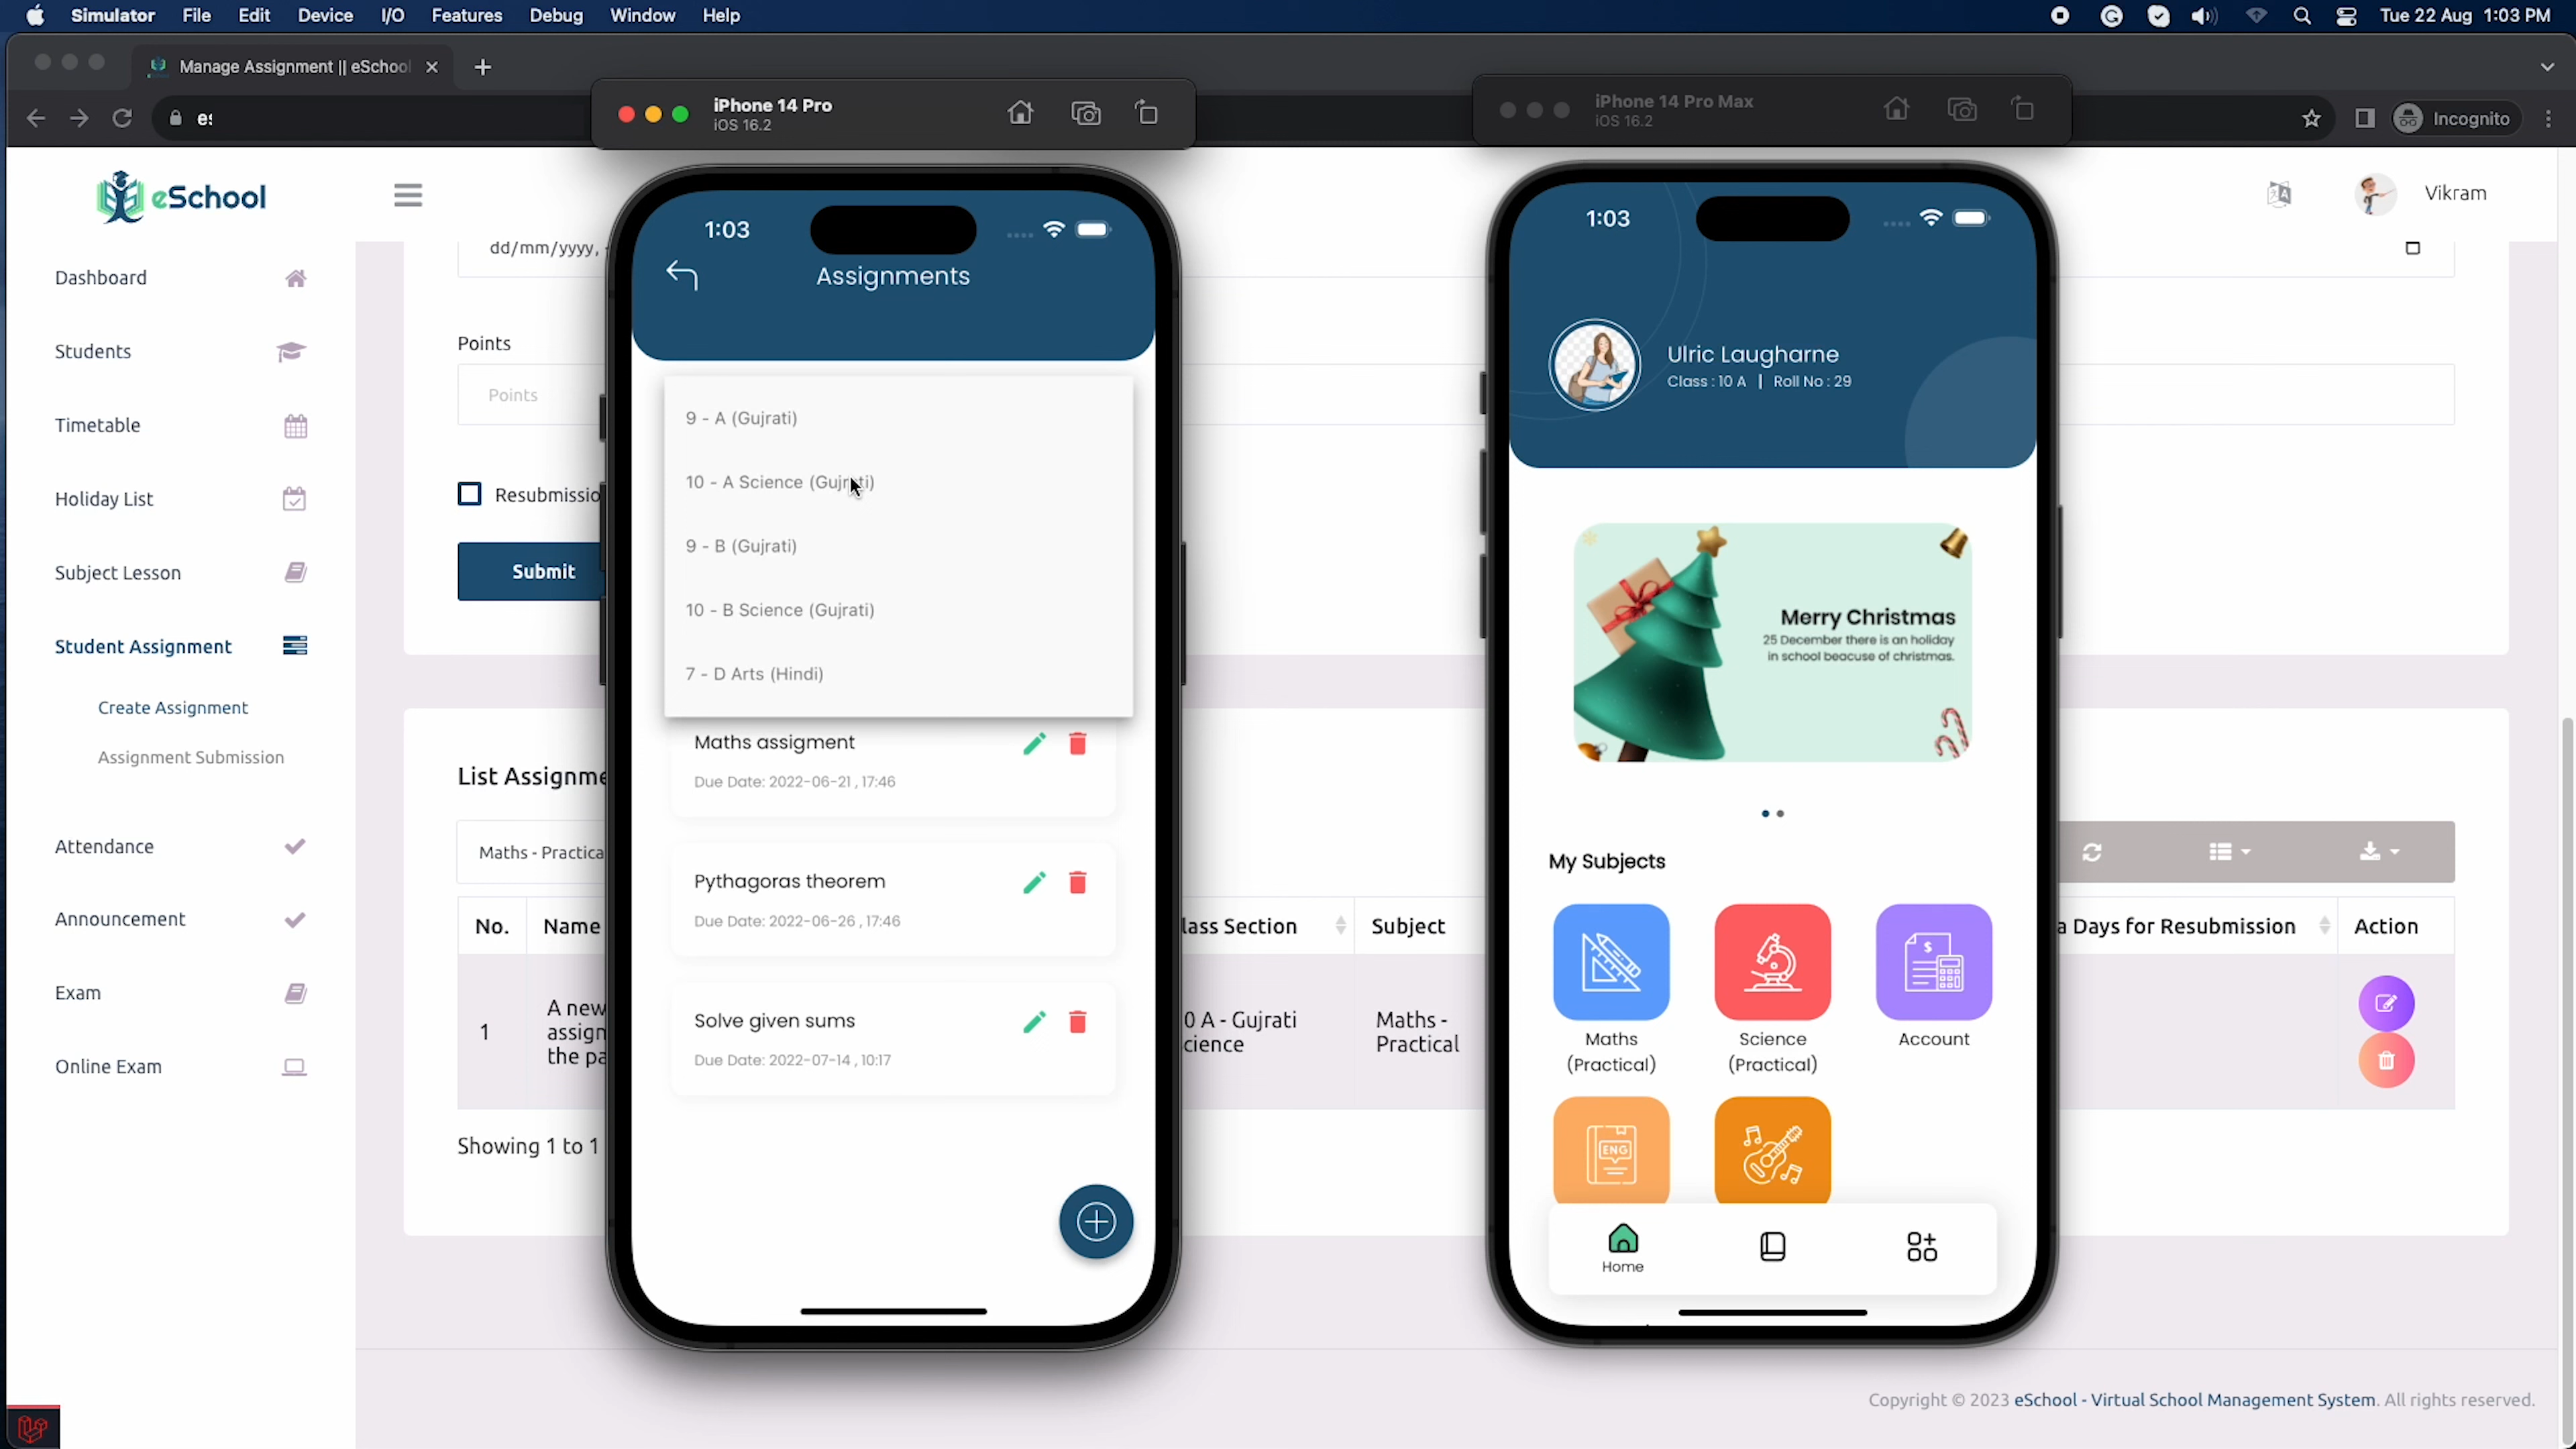 Simulator File Edit Device I/O Features Debug Window Help
Tue 22 Aug 1:03 PM
Manage Assignment || eSchool
es
Incognito
iPhone 14 Pro
iOS 16.2
iPhone 14 Pro Max
iOS 16.2
eSchool
Vikram
Dashboard
Students
Timetable
Holiday List
Subject Lesson
Student Assignment
Create Assignment
Assignment Submission
Attendance
Announcement
Exam
Online Exam
dd/mm/yyyy,
Points
Points
Resubmissio
Submit
List Assignme
Maths - Practica
No. Name
lass Section
Subject
a Days for Resubmission
Action
1
A new
assign
the pa
0 A - Gujrati
cience
Maths -
Practical
Showing 1 to 1
1:03
Assignments
9 - A (Gujrati)
10 - A Science (Gujrati)
9 - B (Gujrati)
10 - B Science (Gujrati)
7 - D Arts (Hindi)
Maths assigment
Due Date: 2022-06-21 , 17:46
Pythagoras theorem
Due Date: 2022-06-26 , 17:46
Solve given sums
Due Date: 2022-07-14 , 10:17
1:03
Ulric Laugharne
Class : 10 A | Roll No : 29
Merry Christmas
25 December there is an holiday
in school beacuse of christmas.
My Subjects
Maths
(Practical)
Science
(Practical)
Account
ENG
Home
Copyright © 2023 eSchool - Virtual School Management System. All rights reserved.